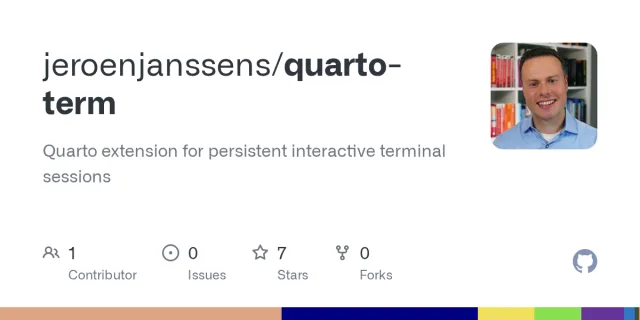 jeroenjanssens/quarto-
term
Quarto extension for persistent interactive terminal
sessions
1 0 7 0
Contributor Issues Stars Forks